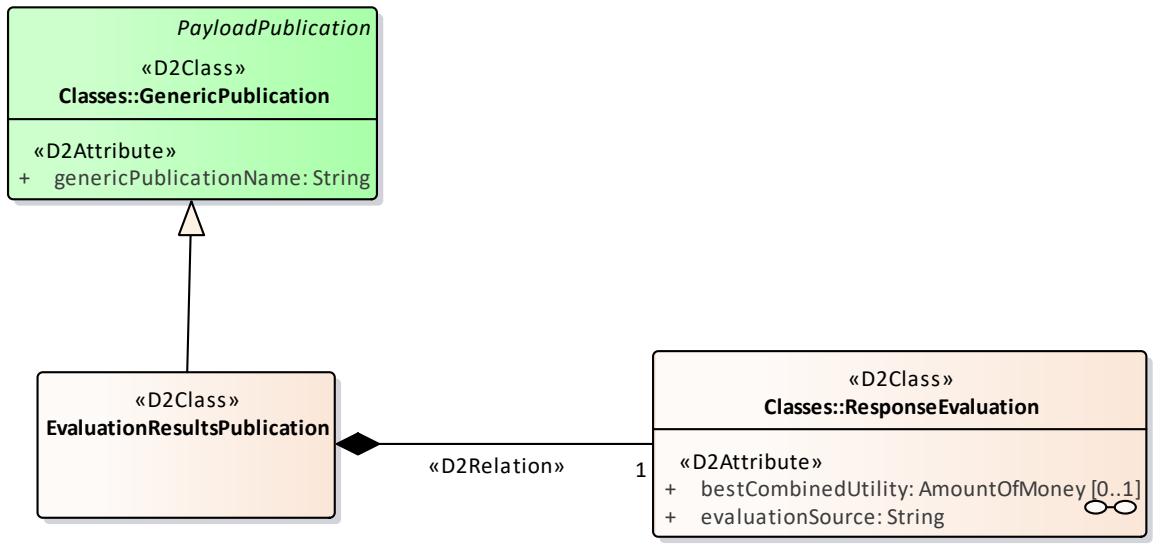 PayloadPublication
«D2Class»
Classes::GenericPublication
«D2Attribute»
+ genericPublicationName: String
«D2Class»
EvaluationResultsPublication
«D2Relation»
1
«D2Class»
Classes::ResponseEvaluation
«D2Attribute»
+ bestCombinedUtility: AmountOfMoney [0..1]
+ evaluationSource: String